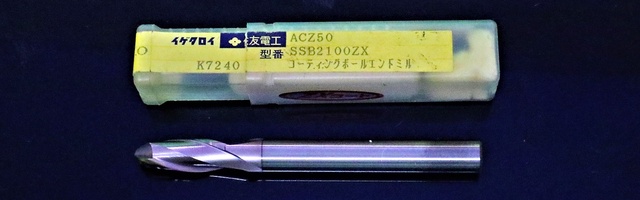 イゲタロイ 友電工 ACZ50
型番 SSB2100ZX
K7240 コーティングボールエンドミル